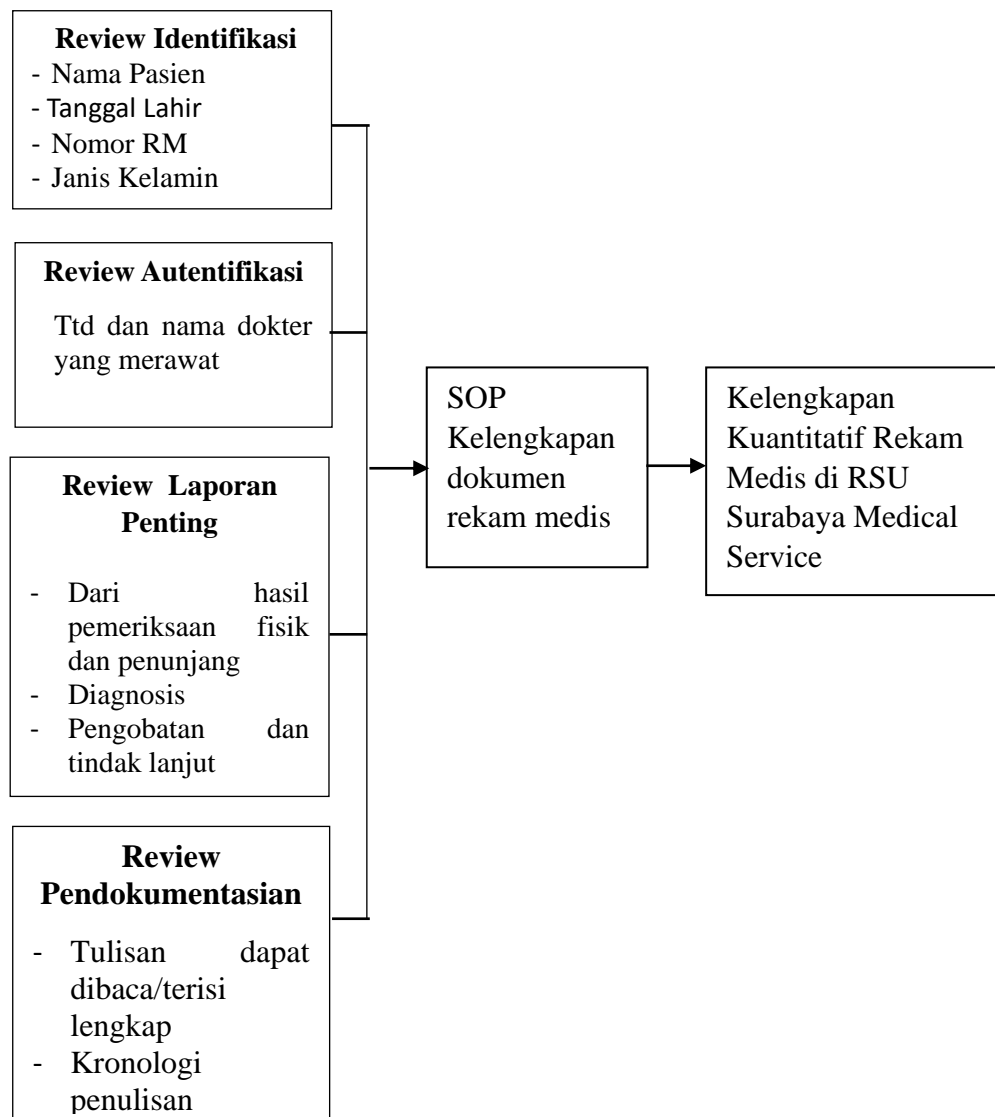 Review Identifikasi
- Nama Pasien
- Tanggal Lahir
- Nomor RM
- Janis Kelamin
Review Autentifikasi
Ttd dan nama dokter
yang merawat
Review Laporan
Penting
- Dari hasil
pemeriksaan fisik
dan penunjang
- Diagnosis
- Pengobatan dan
tindak lanjut
Review
Pendokumentasian
- Tulisan dapat
dibaca/terisi
lengkap
- Kronologi
penulisan
SOP
Kelengkapan
dokumen
rekam medis
Kelengkapan
Kuantitatif Rekam
Medis di RSU
Surabaya Medical
Service